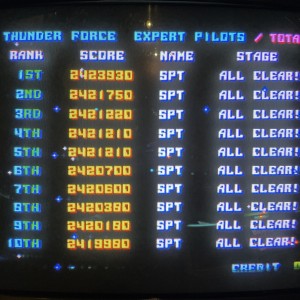 THUNDER FORCE EXPERT PILOTS / TOTA
RANK SCORE NAME STAGE
1ST 2423930 SPT ALL CLEAR!
2ND 2421750 SPT ALL CLEAR!
3RD 2421220 SPT ALL CLEAR!
4TH 2421210 SPT ALL CLEAR!
5TH 2421210 SPT ALL CLEAR!
6TH 2420700 SPT ALL CLEAR!
7TH 2420600 SPT ALL CLEAR!
8TH 2420380 SPT ALL CLEAR!
9TH 2420180 SPT ALL CLEAR!
10TH 2419980 SPT ALL CLEAR!
CREDIT